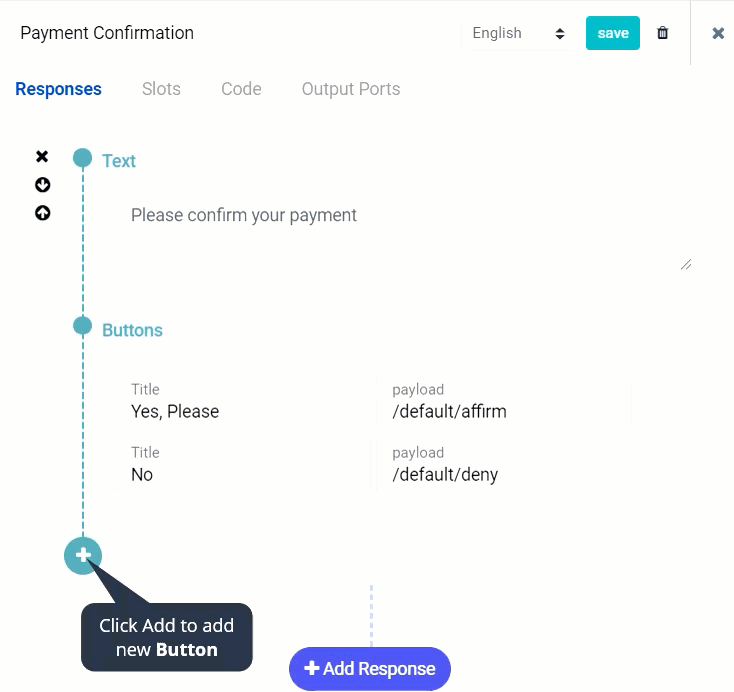 Payment Confirmation English save
Responses Slots Code Output Ports
Text
Please confirm your payment
Buttons
Title payload
Yes, Please /default/affirm
Title payload
No /default/deny
Click Add to add
new Button
Add Response